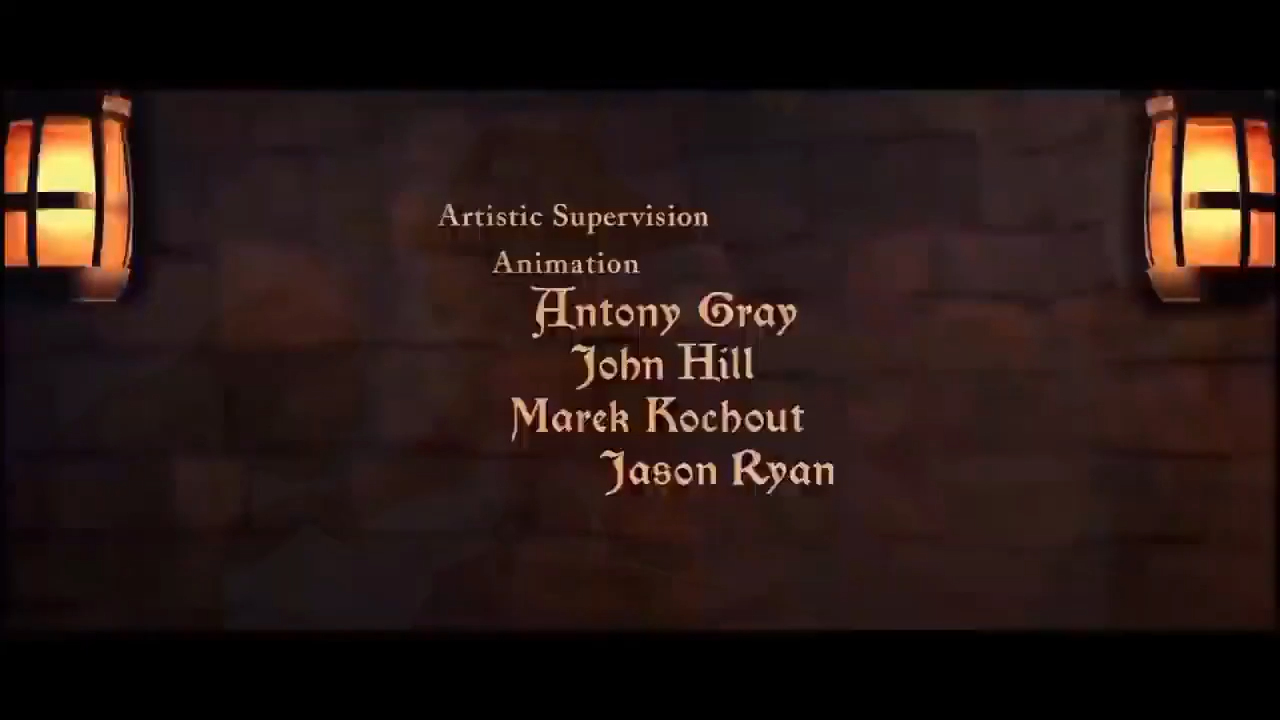 Artistic Supervision
Animation
Antony Gray
John Hill
Marek Kochout
Jason Ryan